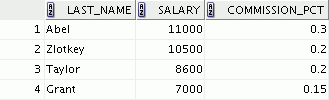 LAST_NAME SALARY COMMISSION_PCT
1 Abel 11000 0.3
2 Zlotkey 10500 0.2
3 Taylor 8600 0.2
4 Grant 7000 0.15